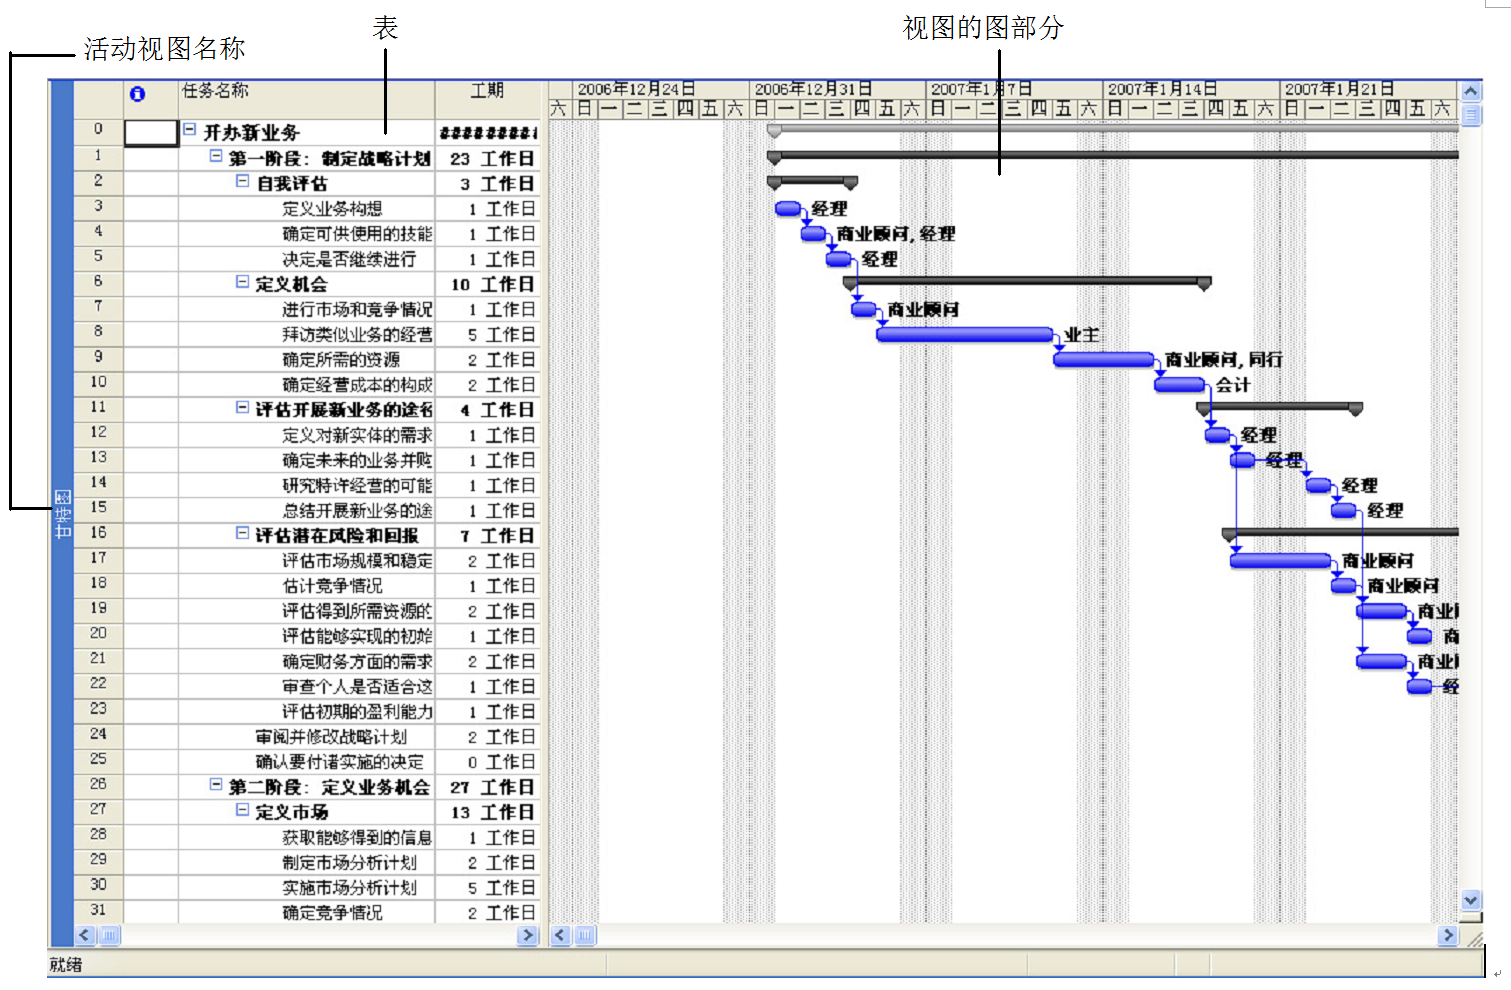 表
视图的图部分
活动视图名称
任务名称 工期 2006年12月24日 2006年12月31日 2007年1月7日 2007年1月14日 2007年1月21日
六 日 一 二 三 四 五 六 日 一 二 三 四 五 六 日 一 二 三 四 五 六 日 一 二 三 四 五 六 日 一 二 三 四 五 六
0 开办新业务
1 第一阶段：制定战略计划 23 工作日
2 自我评估 3 工作日
3 定义业务构想 1 工作日 经理
4 确定可供使用的技能 1 工作日 商业顾问, 经理
5 决定是否继续进行 1 工作日 经理
6 定义机会 10 工作日
7 进行市场和竞争情况 1 工作日 商业顾问
8 拜访类似业务的经营 5 工作日 业主
9 确定所需的资源 2 工作日 商业顾问, 同行
10 确定经营成本的构成 2 工作日 会计
11 评估开展新业务的途径 4 工作日
12 定义对新实体的需求 1 工作日 经理
13 确定未来的业务并购 1 工作日 经理
14 研究特许经营的可能 1 工作日 经理
15 总结开展新业务的途 1 工作日 经理
甘特图
16 评估潜在风险和回报 7 工作日
17 评估市场规模和稳定 2 工作日 商业顾问
18 估计竞争情况 1 工作日 商业顾问
19 评估得到所需资源的 2 工作日 商业
20 评估能够实现的初始 1 工作日 商
21 确定财务方面的需求 2 工作日 商业
22 审查个人是否适合这 1 工作日 经
23 评估初期的盈利能力 1 工作日
24 审阅并修改战略计划 2 工作日
25 确认要付诸实施的决定 0 工作日
26 第二阶段：定义业务机会 27 工作日
27 定义市场 13 工作日
28 获取能够得到的信息 1 工作日
29 制定市场分析计划 2 工作日
30 实施市场分析计划 5 工作日
31 确定竞争情况 2 工作日
就绪